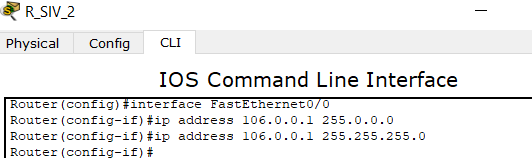 R_SIV_2
Physical Config CLI
IOS Command Line Interface
Router(config)#interface FastEthernet0/0
Router(config-if)#ip address 106.0.0.1 255.0.0.0
Router(config-if)#ip address 106.0.0.1 255.255.255.0
Router(config-if)#